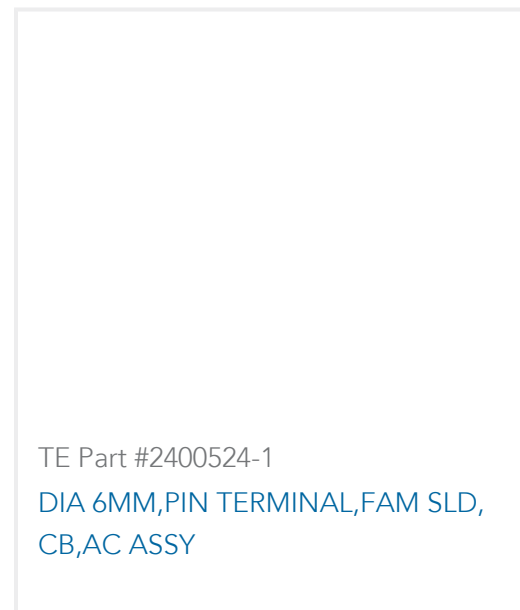 TE Part #2400524-1
DIA 6MM,PIN TERMINAL,FAM SLD,
CB,AC ASSY